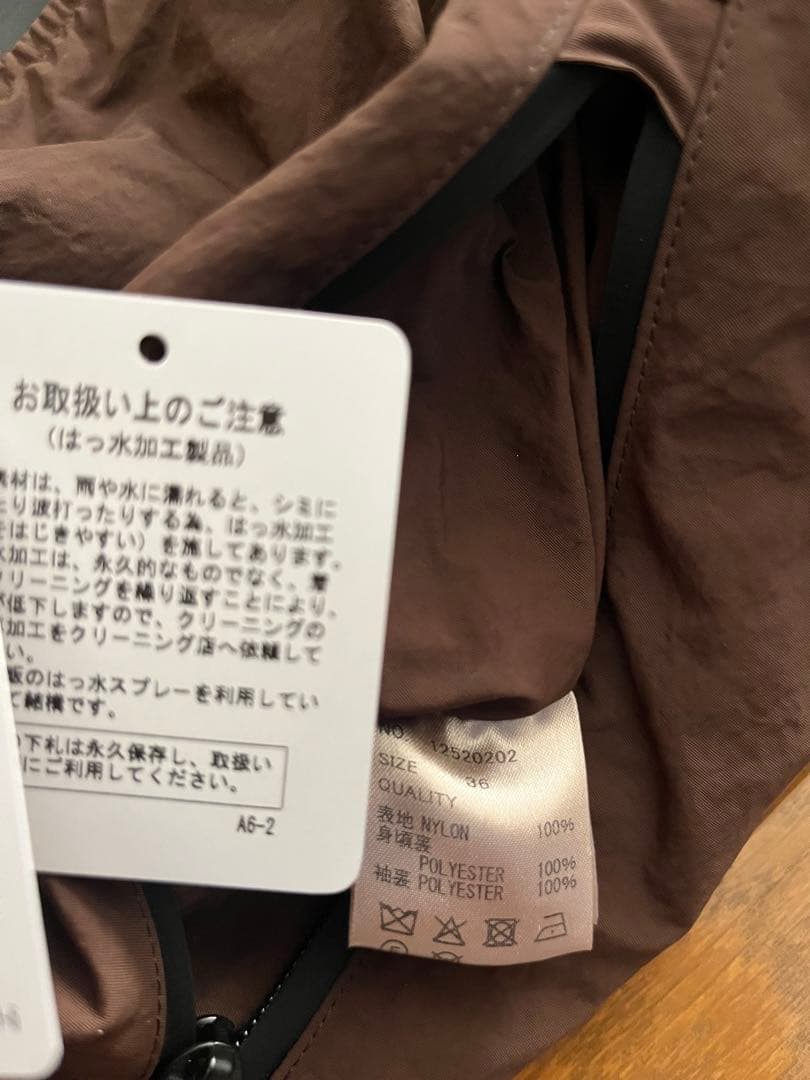 お取扱い上のご注意
(はっ水加工製品)
素材は、雨や水に濡れると、シミに
たり波打ったりする為、はっ水加工
をはじきやすい) を施してあります。
水加工は、永久的なものでなく、着
クリーニングを繰り返すことにより、
が低下しますので、クリーニングの
加工をクリーニング店へ依頼して
い。
販のはっ水スプレーを利用してい
て結構です。
下札は永久保存し、取扱い
にご利用してください。
A6-2
NO 12520202
SIZE 36
QUALITY
表地 NYLON 100%
身頃裏
POLYESTER 100%
袖裏 POLYESTER 100%